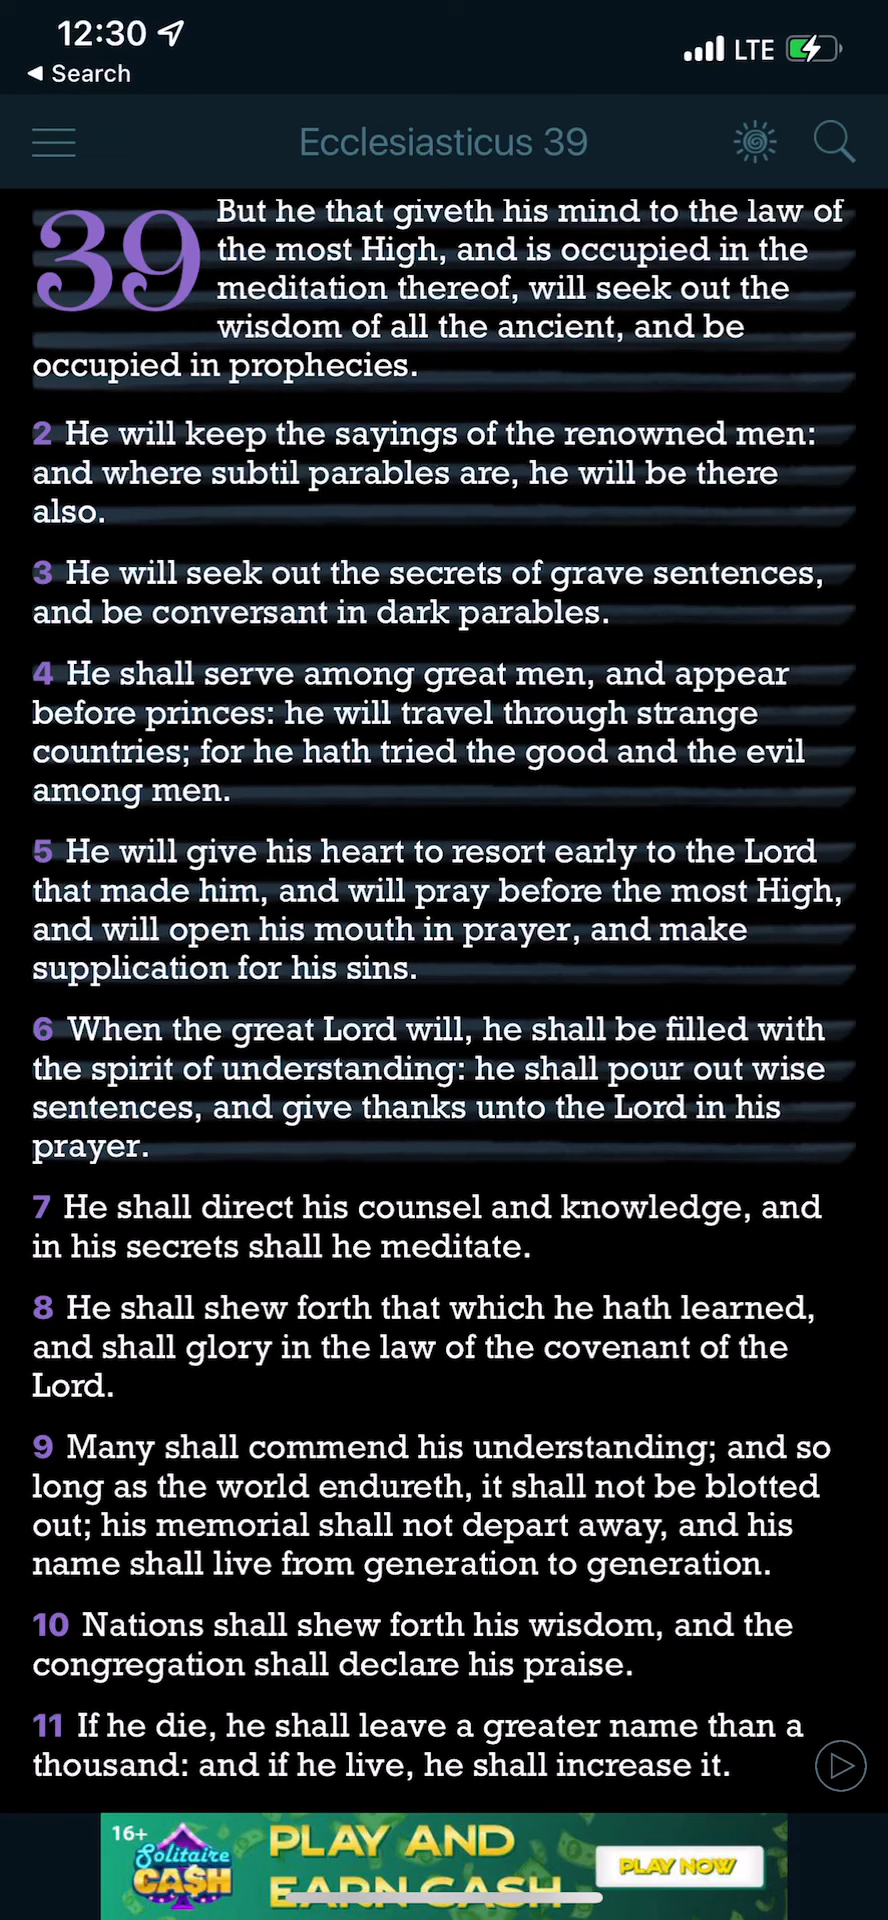 12:30
LTE
Search
Ecclesiasticus 39
39 But he that giveth his mind to the law of
the most High, and is occupied in the
meditation thereof, will seek out the
wisdom of all the ancient, and be
occupied in prophecies.
2 He will keep the sayings of the renowned men:
and where subtil parables are, he will be there
also.
3 He will seek out the secrets of grave sentences,
and be conversant in dark parables.
4 He shall serve among great men, and appear
before princes: he will travel through strange
countries; for he hath tried the good and the evil
among men.
5 He will give his heart to resort early to the Lord
that made him, and will pray before the most High,
and will open his mouth in prayer, and make
supplication for his sins.
6 When the great Lord will, he shall be filled with
the spirit of understanding: he shall pour out wise
sentences, and give thanks unto the Lord in his
prayer.
7 He shall direct his counsel and knowledge, and
in his secrets shall he meditate.
8 He shall shew forth that which he hath learned,
and shall glory in the law of the covenant of the
Lord.
9 Many shall commend his understanding; and so
long as the world endureth, it shall not be blotted
out; his memorial shall not depart away, and his
name shall live from generation to generation.
10 Nations shall shew forth his wisdom, and the
congregation shall declare his praise.
11 If he die, he shall leave a greater name than a
thousand: and if he live, he shall increase it.
16+
Solitaire
CA$H
PLAY AND
EARN CASH
PLAY NOW